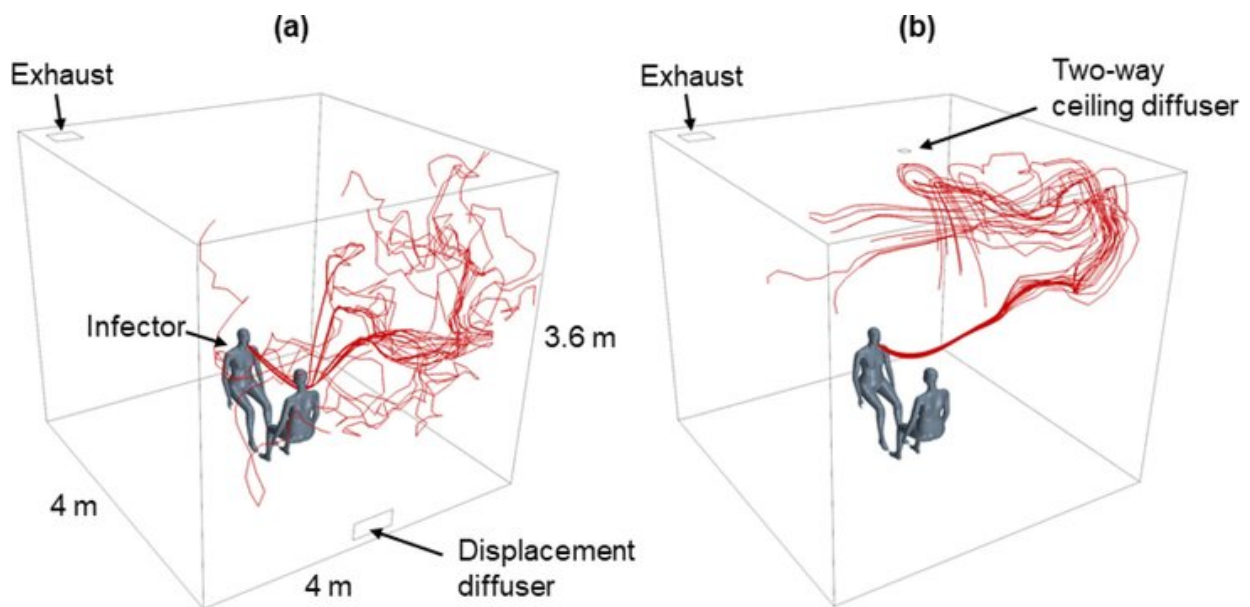 (a)
Exhaust
Infector
3.6 m
4 m
4 m
Displacement
diffuser
(b)
Exhaust
Two-way
ceiling diffuser